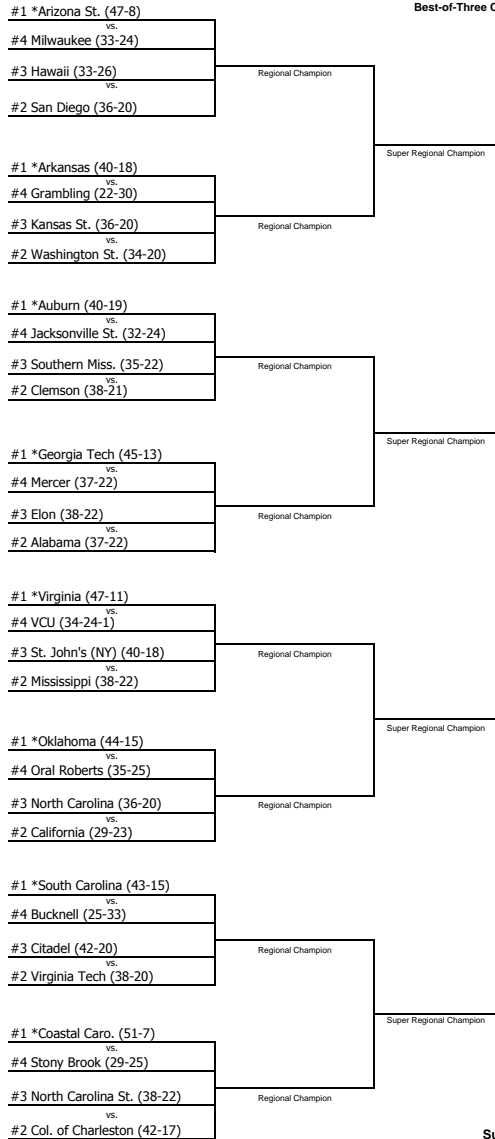 Best-of-Three C
#1 *Arizona St. (47-8)
vs.
#4 Milwaukee (33-24)
#3 Hawaii (33-26)
vs.
#2 San Diego (36-20)
Regional Champion
Super Regional Champion
#1 *Arkansas (40-18)
vs.
#4 Grambling (22-30)
#3 Kansas St. (36-20)
vs.
#2 Washington St. (34-20)
Regional Champion
#1 *Auburn (40-19)
vs.
#4 Jacksonville St. (32-24)
#3 Southern Miss. (35-22)
vs.
#2 Clemson (38-21)
Regional Champion
Super Regional Champion
#1 *Georgia Tech (45-13)
vs.
#4 Mercer (37-22)
#3 Elon (38-22)
vs.
#2 Alabama (37-22)
Regional Champion
#1 *Virginia (47-11)
vs.
#4 VCU (34-24-1)
#3 St. John's (NY) (40-18)
vs.
#2 Mississippi (38-22)
Regional Champion
Super Regional Champion
#1 *Oklahoma (44-15)
vs.
#4 Oral Roberts (35-25)
#3 North Carolina (36-20)
vs.
#2 California (29-23)
Regional Champion
#1 *South Carolina (43-15)
vs.
#4 Bucknell (25-33)
#3 Citadel (42-20)
vs.
#2 Virginia Tech (38-20)
Regional Champion
Super Regional Champion
#1 *Coastal Caro. (51-7)
vs.
#4 Stony Brook (29-25)
#3 North Carolina St. (38-22)
vs.
#2 Col. of Charleston (42-17)
Regional Champion
Su